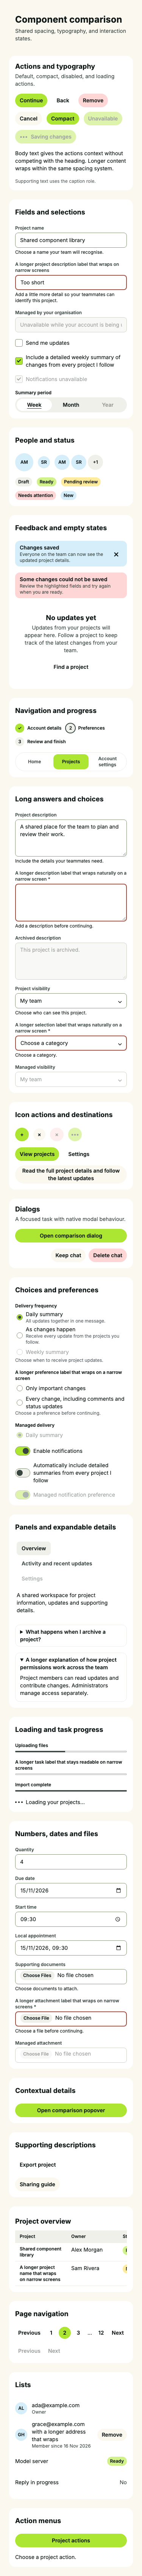 Component comparison
Shared spacing, typography, and interaction
states.
Actions and typography
Default, compact, disabled, and loading
actions.
Continue Back Remove
Cancel Compact Unavailable
Saving changes
Body text gives the actions context without
competing with the heading. Longer content
wraps within the same spacing system.
Supporting text uses the caption role.
Fields and selections
Project name
Shared component library
Choose a name your team will recognise.
A longer project description label that wraps on
narrow screens
Too short
Add a little more detail so your teammates can
identify this project.
Managed by your organisation
Unavailable while your account is being
Send me updates
Include a detailed weekly summary of
changes from every project I follow
Notifications unavailable
Summary period
Week Month Year
People and status
AM SR AM SR +1
Draft Ready Pending review
Needs attention New
Feedback and empty states
Changes saved
Everyone on the team can now see the
updated project details.
Some changes could not be saved
Review the highlighted fields and try again
when you are ready.
No updates yet
Updates from your projects will
appear here. Follow a project to keep
track of the latest changes from your
team.
Find a project
Navigation and progress
Account details 2 Preferences
3 Review and finish
Home Projects Account
settings
Long answers and choices
Project description
A shared place for the team to plan and
review their work.
Include the details your teammates need.
A longer description label that wraps naturally on a
narrow screen *
Add a description before continuing.
Archived description
This project is archived.
Project visibility
My team
Choose who can see this project.
A longer selection label that wraps naturally on a
narrow screen *
Choose a category
Choose a category.
Managed visibility
My team
Icon actions and destinations
View projects Settings
Read the full project details and follow
the latest updates
Dialogs
A focused task with native modal behaviour.
Open comparison dialog
Keep chat Delete chat
Choices and preferences
Delivery frequency
Daily summary
All updates together in one message.
As changes happen
Receive every update from the projects you
follow.
Weekly summary
Choose when to receive project updates.
A longer preference label that wraps on a narrow
screen
Only important changes
Every change, including comments and
status updates
Choose a preference before continuing.
Managed delivery
Daily summary
Enable notifications
Automatically include detailed
summaries from every project I
follow
Managed notification preference
Panels and expandable details
Overview
Activity and recent updates
Settings
A shared workspace for project
information, updates and supporting
details.
What happens when I archive a
project?
A longer explanation of how project
permissions work across the team
Project members can read updates and
contribute changes. Administrators
manage access separately.
Loading and task progress
Uploading files
A longer task label that stays readable on narrow
screens
Import complete
Loading your projects...
Numbers, dates and files
Quantity
4
Due date
15/11/2026
Start time
09:30
Local appointment
15/11/2026, 09:30
Supporting documents
Choose Files No file chosen
Choose documents to attach.
A longer attachment label that wraps on narrow
screens *
Choose File No file chosen
Choose a file before continuing.
Managed attachment
Choose File No file chosen
Contextual details
Open comparison popover
Supporting descriptions
Export project
Sharing guide
Project overview
Project Owner
Shared component
library Alex Morgan
A longer project
name that wraps
on narrow screens Sam Rivera
Page navigation
Previous 1 2 3 … 12 Next
Previous Next
Lists
AL ada@example.com
Owner
GH grace@example.com
with a longer address
that wraps
Member since 16 Nov 2026 Remove
Model server Ready
Reply in progress No
Action menus
Project actions
Choose a project action.